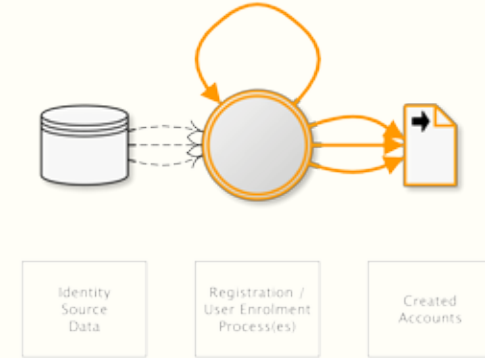 Identity
Source
Data
Registration /
User Enrolment
Process(es)
Created
Accounts